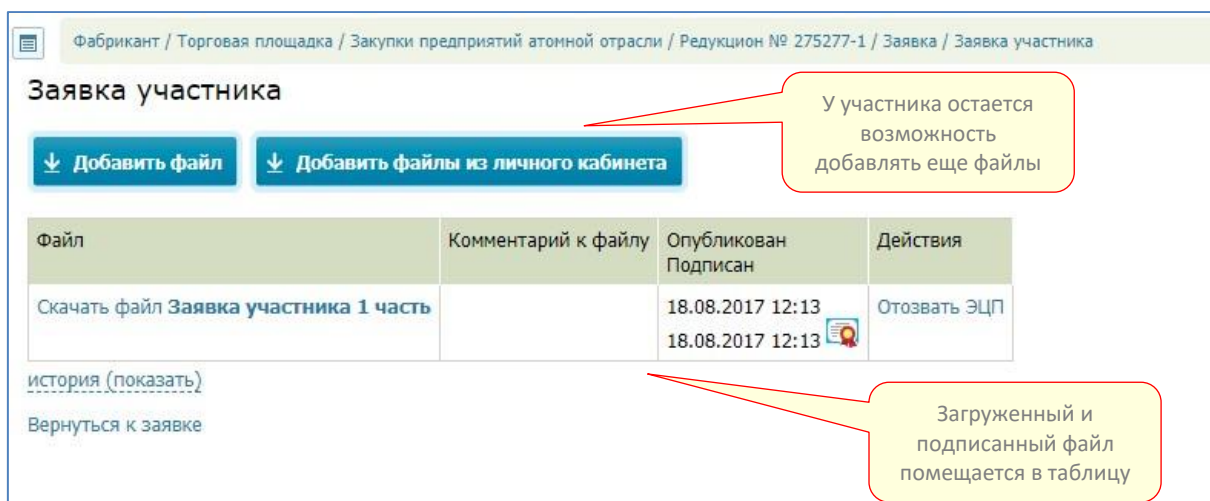 Фабрикант / Торговая площадка / Закупки предприятий атомной отрасли / Редукцион № 275277-1 / Заявка / Заявка участника
Заявка участника
У участника остается
возможность
добавлять еще файлы
Добавить файл
Добавить файлы из личного кабинета
Файл
Комментарий к файлу
Опубликован
Подписан
Действия
Скачать файл Заявка участника 1 часть
18.08.2017 12:13
18.08.2017 12:13
Отозвать ЭЦП
история (показать)
Вернуться к заявке
Загруженный и
подписанный файл
помещается в таблицу